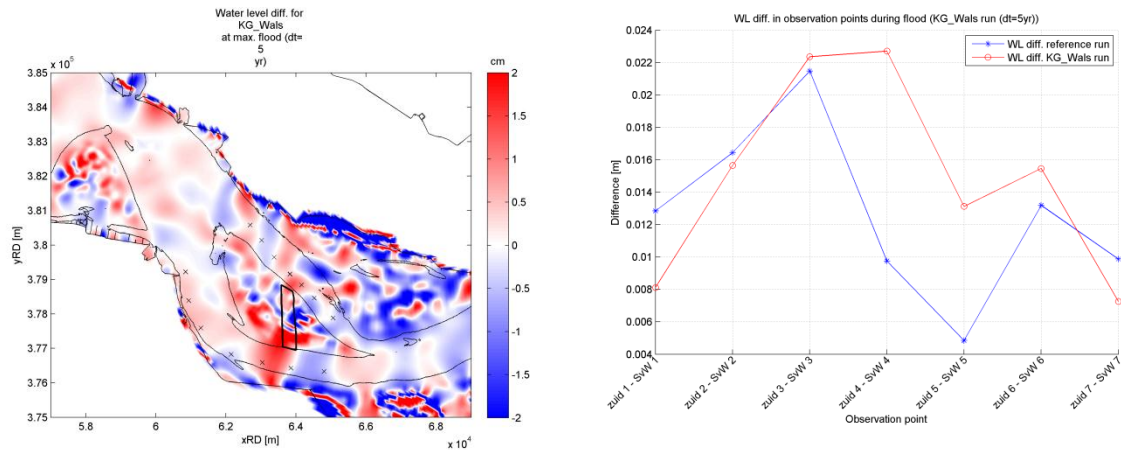 Water level diff. for
KG_Wals
at max. flood (dt=
5
yr)
x 10⁵
cm
3.85
3.84
3.83
3.82
3.81
3.8
3.79
3.78
3.77
3.76
3.75
yRD [m]
5.8
6
6.2
6.4
6.6
6.8
x 10⁴
xRD [m]
2
1.5
1
0.5
0
-0.5
-1
-1.5
-2
WL diff. in observation points during flood (KG_Wals run (dt=5yr))
WL diff. reference run
WL diff. KG_Wals run
0.024
0.022
0.02
0.018
0.016
0.014
0.012
0.01
0.008
0.006
0.004
Difference [m]
zuid 1 - SvW 1
zuid 2 - SvW 2
zuid 3 - SvW 3
zuid 4 - SvW 4
zuid 5 - SvW 5
zuid 6 - SvW 6
zuid 7 - SvW 7
Observation point